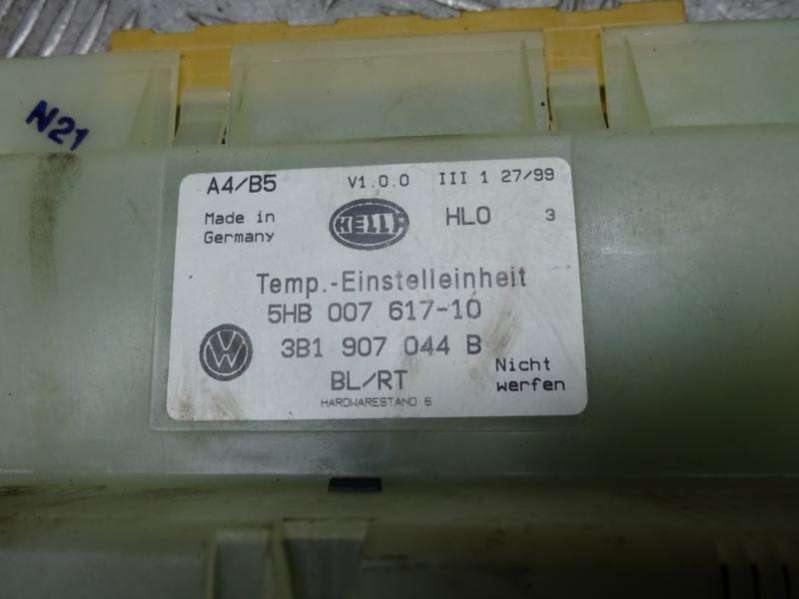 N21
A4/B5 V1.0.0 III 1 27/99
Made in
Germany
HELLA
HLO 3
Temp.-Einstelleinheit
5HB 007 617-10
VW
3B1 907 044 B
BL/RT
Nicht
werfen
HARDWARESTAND 6